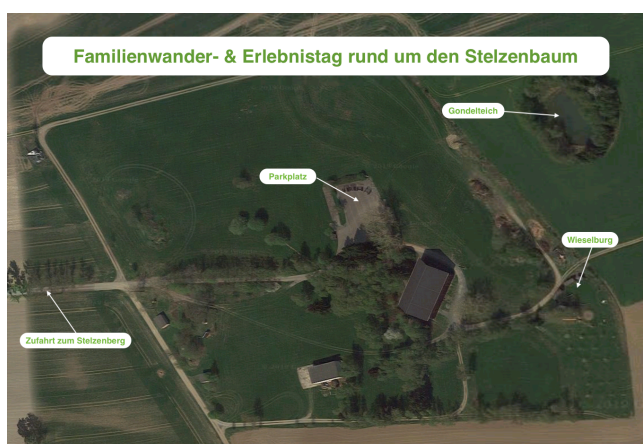 Familienwander- & Erlebnistag rund um den Stelzenbaum
Gondelteich
Parkplatz
Wieselburg
Zufahrt zum Stelzenberg